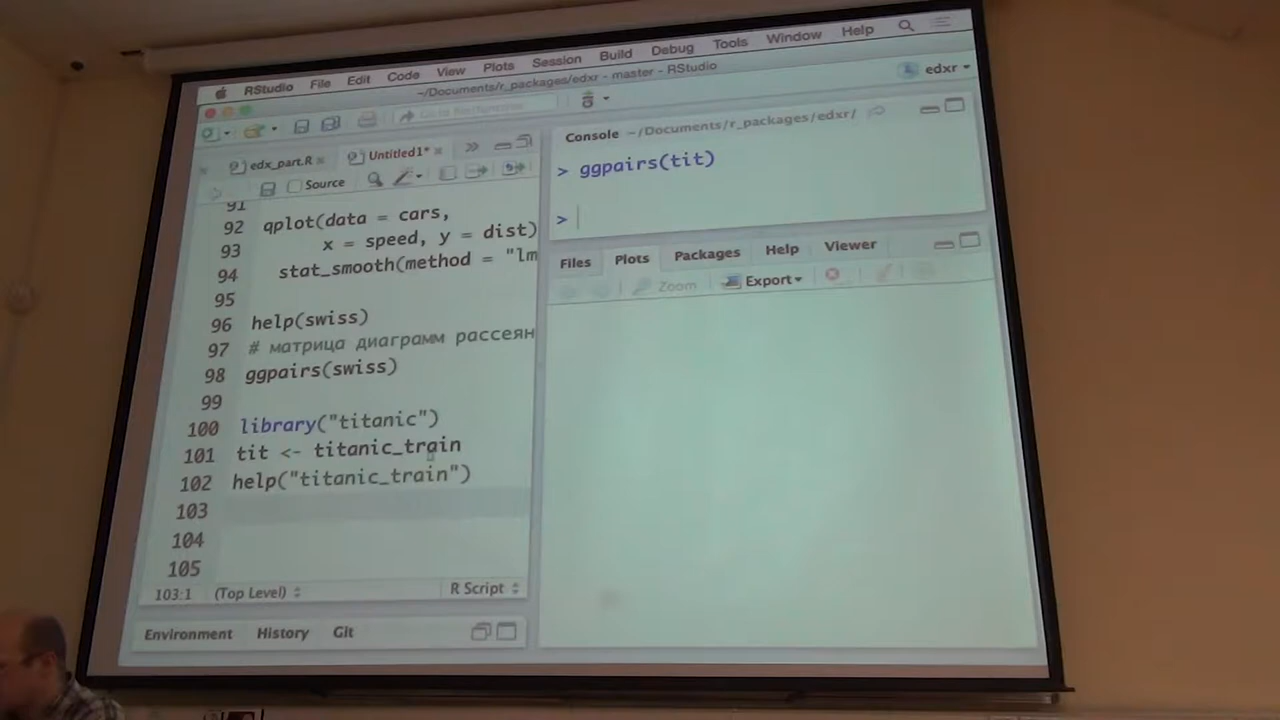 RStudio File Edit Code View Plots Session Build Debug Tools Window Help
~/Documents/r_packages/edxr - master - RStudio
edxr
edx_part.R Untitled1*
Source
91
92 qplot(data = cars,
93 x = speed, y = dist)
94 stat_smooth(method = "lm
95
96 help(swiss)
97 # матрица диаграмм рассеян
98 ggpairs(swiss)
99
100 library("titanic")
101 tit <- titanic_train
102 help("titanic_train")
103
104
105
103:1 (Top Level) R Script
Environment History Git
Console ~/Documents/r_packages/edxr/
> ggpairs(tit)
>
Files Plots Packages Help Viewer
Zoom Export